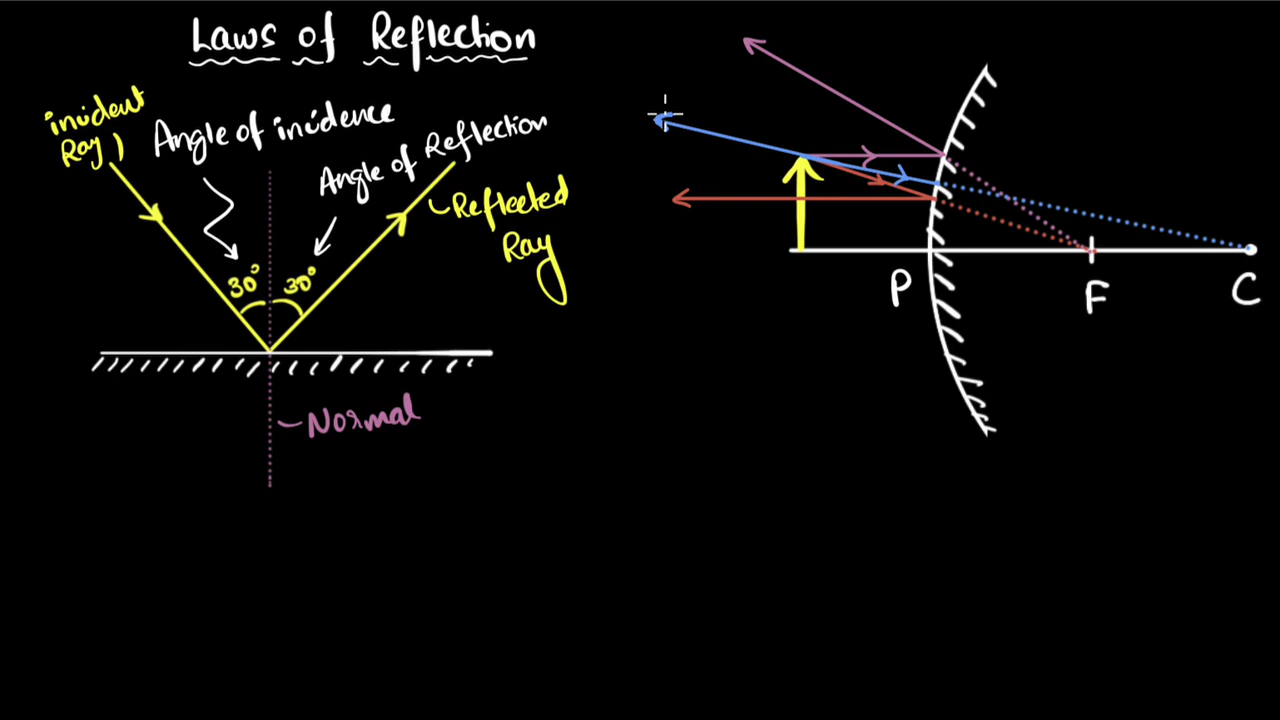 Laws of Reflection
incident
Ray
Angle of incidence
Angle of Reflection
Reflected
Ray
30°
30°
Normal
P
F
C